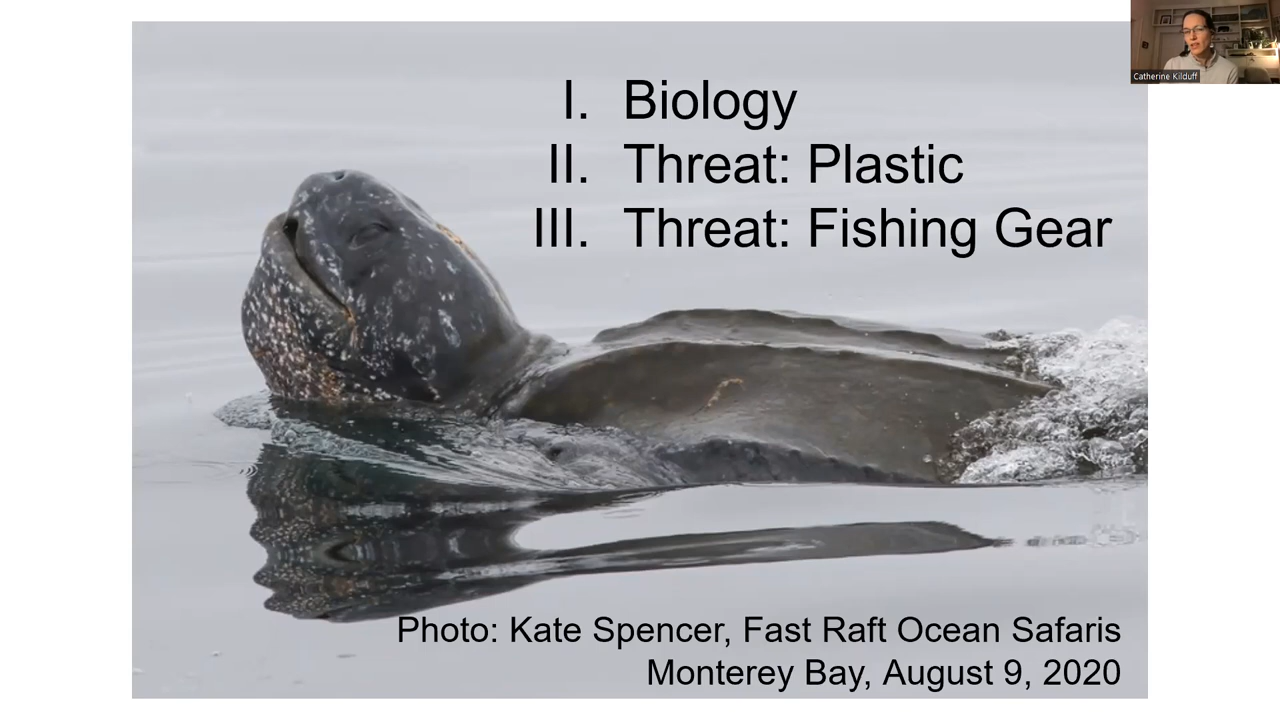 I. Biology
II. Threat: Plastic
III. Threat: Fishing Gear
Photo: Kate Spencer, Fast Raft Ocean Safaris
Monterey Bay, August 9, 2020
Catherine Kilduff